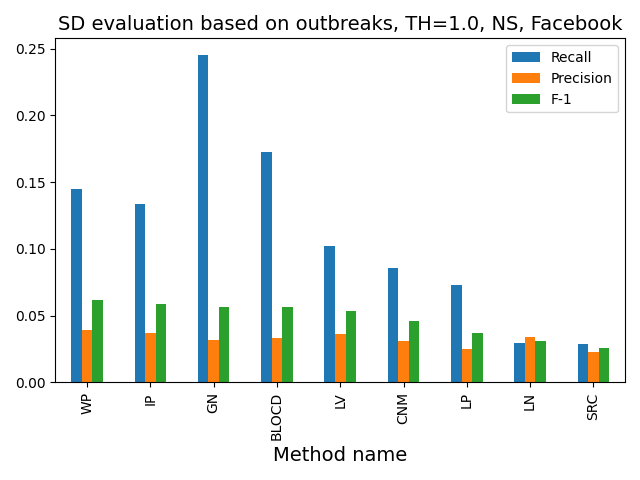 SD evaluation based on outbreaks, TH=1.0, NS, Facebook
Recall
Precision
F-1
0.25
0.20
0.15
0.10
0.05
0.00
WP
IP
GN
BLOCD
LV
CNM
LP
LN
SRC
Method name